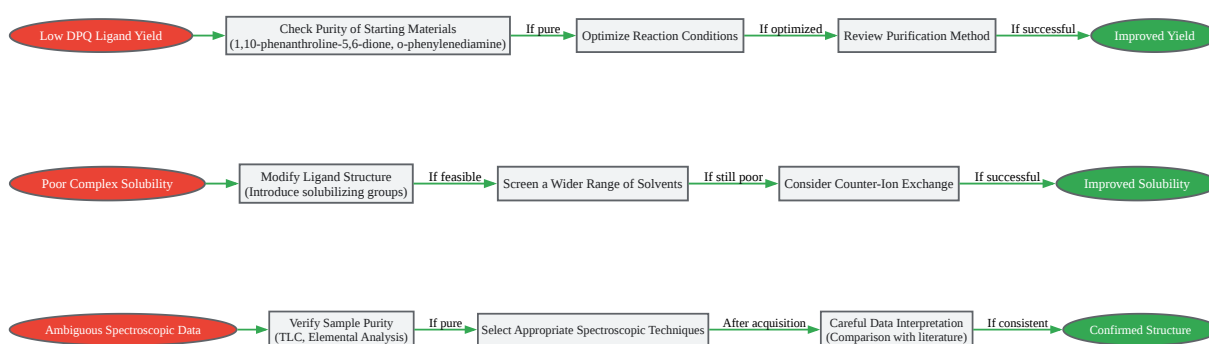 Low DPQ Ligand Yield
Check Purity of Starting Materials
(1,10-phenanthroline-5,6-dione, o-phenylenediamine)
If pure
Optimize Reaction Conditions
If optimized
Review Purification Method
If successful
Improved Yield
Poor Complex Solubility
Modify Ligand Structure
(Introduce solubilizing groups)
If feasible
Screen a Wider Range of Solvents
If still poor
Consider Counter-Ion Exchange
If successful
Improved Solubility
Ambiguous Spectroscopic Data
Verify Sample Purity
(TLC, Elemental Analysis)
If pure
Select Appropriate Spectroscopic Techniques
After acquisition
Careful Data Interpretation
(Comparison with literature)
If consistent
Confirmed Structure